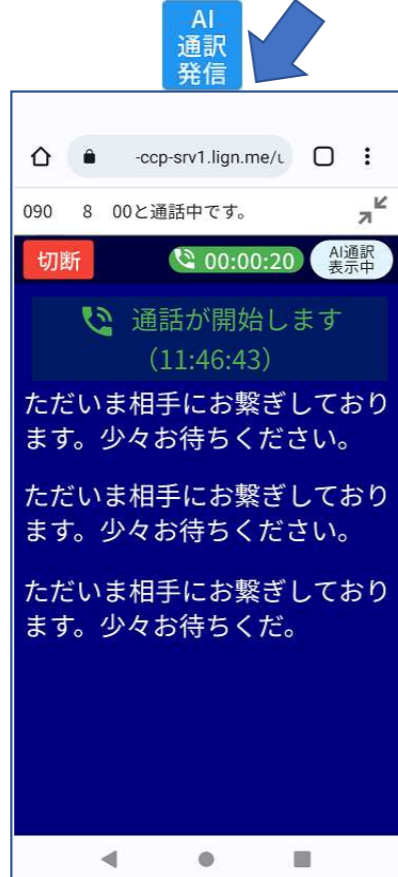 AI
通訳
発信
-ccp-srv1.lign.me/u
090 8 00と通話中です。
切断
00:00:20
AI通訳
表示中
通話が開始します
(11:46:43)
ただいま相手にお繋ぎしており
ます。少々お待ちください。
ただいま相手にお繋ぎしており
ます。少々お待ちください。
ただいま相手にお繋ぎしており
ます。少々お待ちくだ。